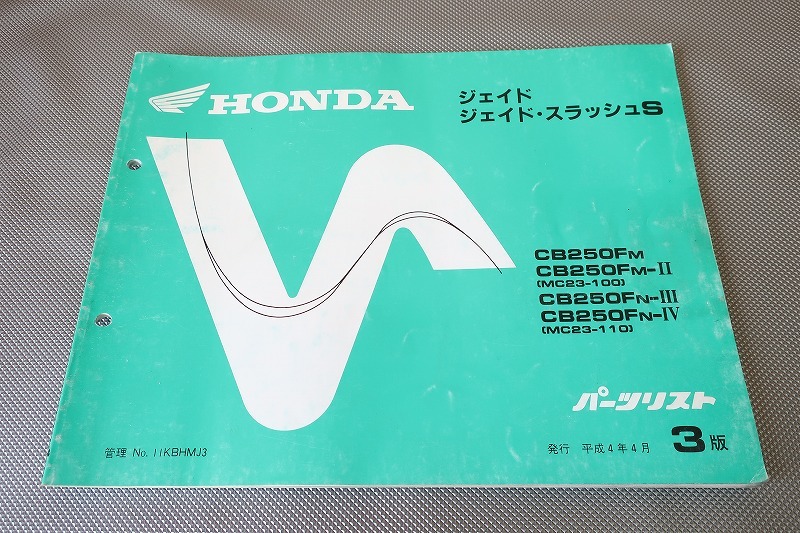 HONDA
ジェイド
ジェイド・スラッシュS
CB250FM
CB250FM-II
(MC23-100)
CB250FN-III
CB250FN-IV
(MC23-110)
パーツリスト
管理 No. 11KBHMJ3
発行 平成4年4月 3版